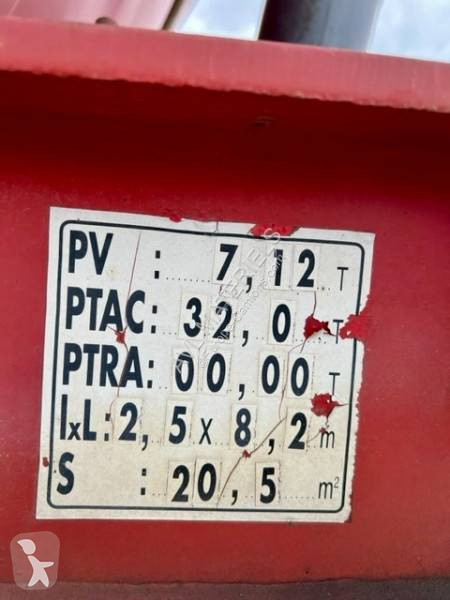 PV : 7,12 T
PTAC: 32,0 T
PTRA: 00,00 T
lxL: 2,5 x 8,2 m
S : 20,5 m²